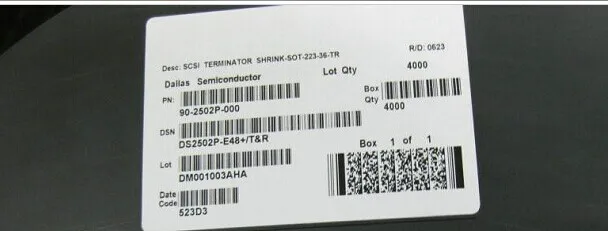 Desc: SCSI TERMINATOR SHRINK-SOT-223-36-TR R/D: 0623
Dallas Semiconductor Lot Qty 4000
PN:
90-2502P-000
Box
Qty
4000
DSN
DS2502P-E48+/T&R
Lot
DM001003AHA
Box 1 of 1
Date
Code:
523D3